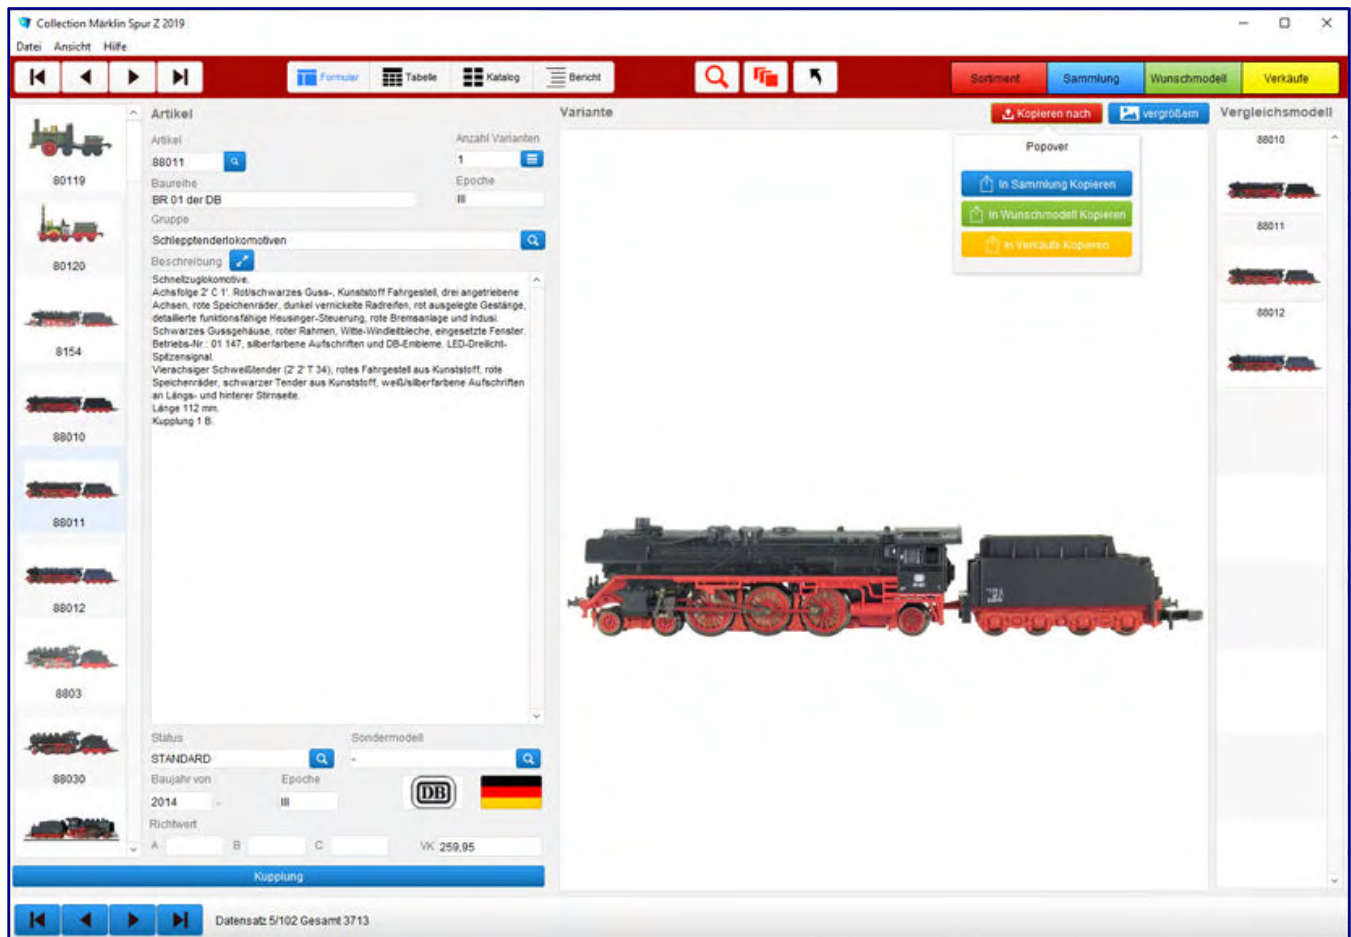 Collection Märklin Spur Z 2019
Datei Ansicht Hilfe
Formular Tabelle Katalog Bericht Sortiment Sammlung Wunschmodell Verkäufe
80119
80120
8154
88010
88011
88012
8803
88030
Artikel
Artikel Anzahl Varianten
88011 1
Baureihe Epoche
BR 01 der DB III
Gruppe
Schlepptenderlokomotiven
Beschreibung
Schnellzuglokomotive.
Achsfolge 2' C 1'. Rot/schwarzes Guss-, Kunststoff Fahrgestell, drei angetriebene
Achsen, rote Speichenräder, dunkel vernickelte Radreifen, rot ausgelegte Gestänge,
detaillierte funktionsfähige Heusinger-Steuerung, rote Bremsanlage und Indusi.
Schwarzes Gussgehäuse, roter Rahmen, Witte-Windleitbleche, eingesetzte Fenster.
Betriebs-Nr.: 01 147, silberfarbene Aufschriften und DB-Embleme. LED-Dreilicht-
Spitzensignal.
Vierachsiger Schweißtender (2' 2' T 34), rotes Fahrgestell aus Kunststoff, rote
Speichenräder, schwarzer Tender aus Kunststoff, weiß/silberfarbene Aufschriften
an Längs- und hinterer Stirnseite.
Länge 112 mm.
Kupplung 1 B.
Status Sondermodell
STANDARD -
Baujahr von Epoche
2014 - III
DB
Richtwert
A B C VK 259,95
Kupplung
Variante Kopieren nach vergrößern
Popover
In Sammlung Kopieren
In Wunschmodell Kopieren
In Verkäufe Kopieren
Vergleichsmodell
88010
88011
88012
Datensatz 5/102 Gesamt 3713